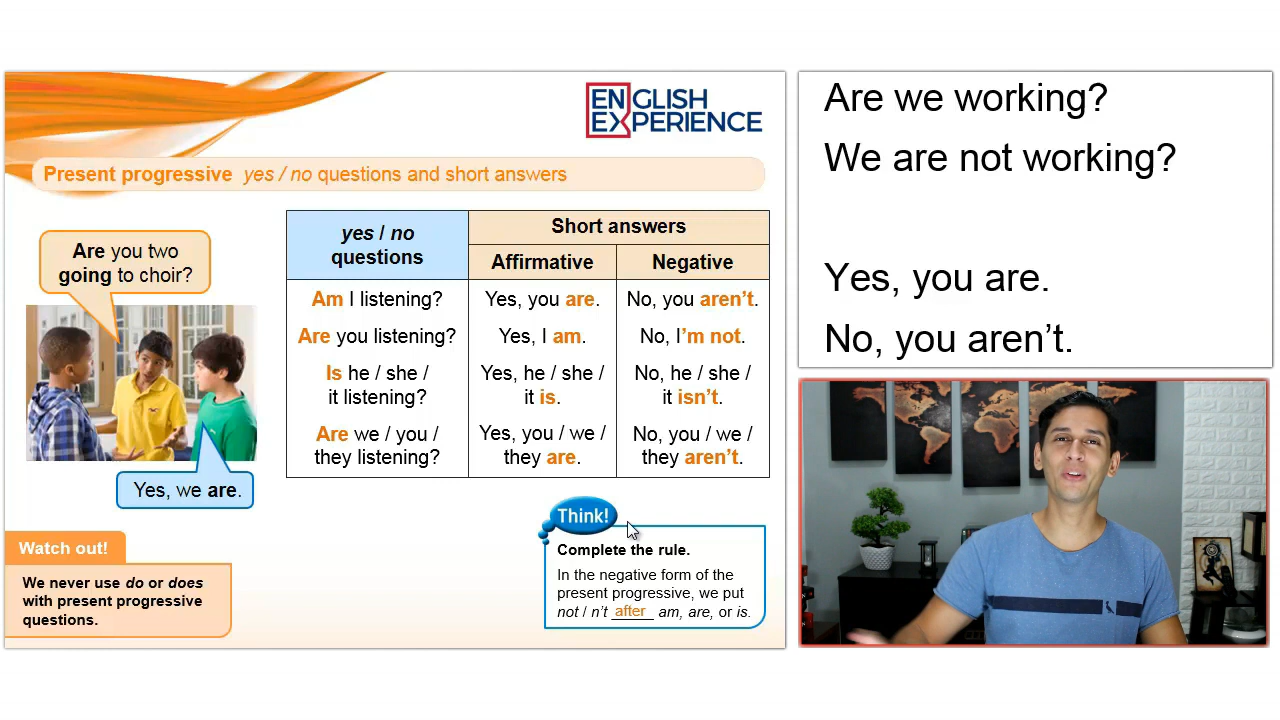 ENGLISH
EXPERIENCE
Present progressive yes / no questions and short answers
Are you two
going to choir?
Yes, we are.
yes / no
questions
Short answers
Affirmative
Negative
Am I listening?
Yes, you are.
No, you aren't.
Are you listening?
Yes, I am.
No, I'm not.
Is he / she /
it listening?
Yes, he / she /
it is.
No, he / she /
it isn't.
Are we / you /
they listening?
Yes, you / we /
they are.
No, you / we /
they aren't.
Watch out!
We never use do or does
with present progressive
questions.
Think!
Complete the rule.
In the negative form of the
present progressive, we put
not / n't after am, are, or is.
Are we working?
We are not working?
Yes, you are.
No, you aren't.